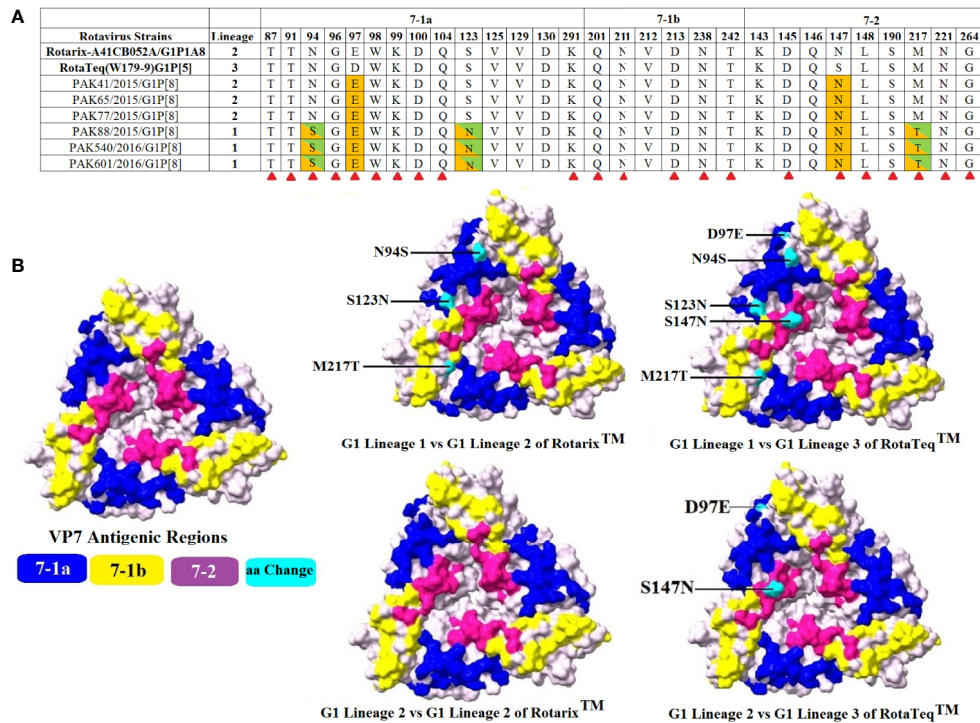 A
7-1a 7-1b 7-2
Rotavirus Strains Lineage 87 91 94 96 97 98 99 100 104 123 125 129 130 291 201 211 212 213 238 242 143 145 146 147 148 190 217 221 264
Rotarix-A41CB052A/G1P1A8 2 T T N G E W K D Q S V V D K Q N V D N T K D Q N L S M N G
RotaTeq(W179-9)G1P[5] 3 T T N G D W K D Q S V V D K Q N V D N T K D Q S L S M N G
PAK41/2015/G1P[8] 2 T T N G E W K D Q S V V D K Q N V D N T K D Q N L S M N G
PAK65/2015/G1P[8] 2 T T N G E W K D Q S V V D K Q N V D N T K D Q N L S M N G
PAK77/2015/G1P[8] 2 T T N G E W K D Q S V V D K Q N V D N T K D Q N L S M N G
PAK88/2015/G1P[8] 1 T T S G E W K D Q N V V D K Q N V D N T K D Q N L S T N G
PAK540/2016/G1P[8] 1 T T S G E W K D Q N V V D K Q N V D N T K D Q N L S T N G
PAK601/2016/G1P[8] 1 T T S G E W K D Q N V V D K Q N V D N T K D Q N L S T N G
B
VP7 Antigenic Regions
7-1a 7-1b 7-2 aa Change
N94S
S123N
M217T
G1 Lineage 1 vs G1 Lineage 2 of Rotarix™
D97E
N94S
S123N
S147N
M217T
G1 Lineage 1 vs G1 Lineage 3 of RotaTeq™
G1 Lineage 2 vs G1 Lineage 2 of Rotarix™
D97E
S147N
G1 Lineage 2 vs G1 Lineage 3 of RotaTeq™